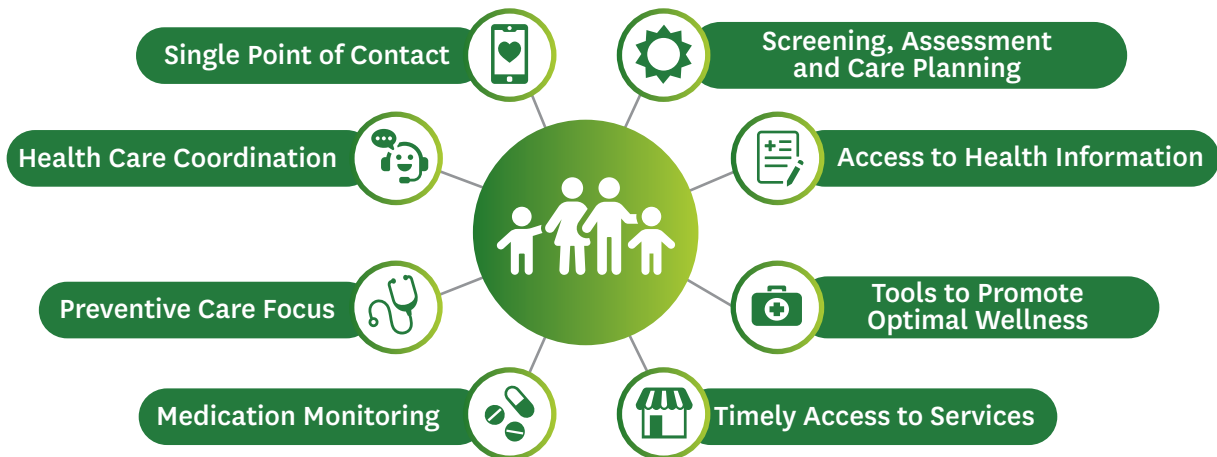 Single Point of Contact
Screening, Assessment
and Care Planning
Health Care Coordination
Access to Health Information
Preventive Care Focus
Tools to Promote
Optimal Wellness
Medication Monitoring
Timely Access to Services